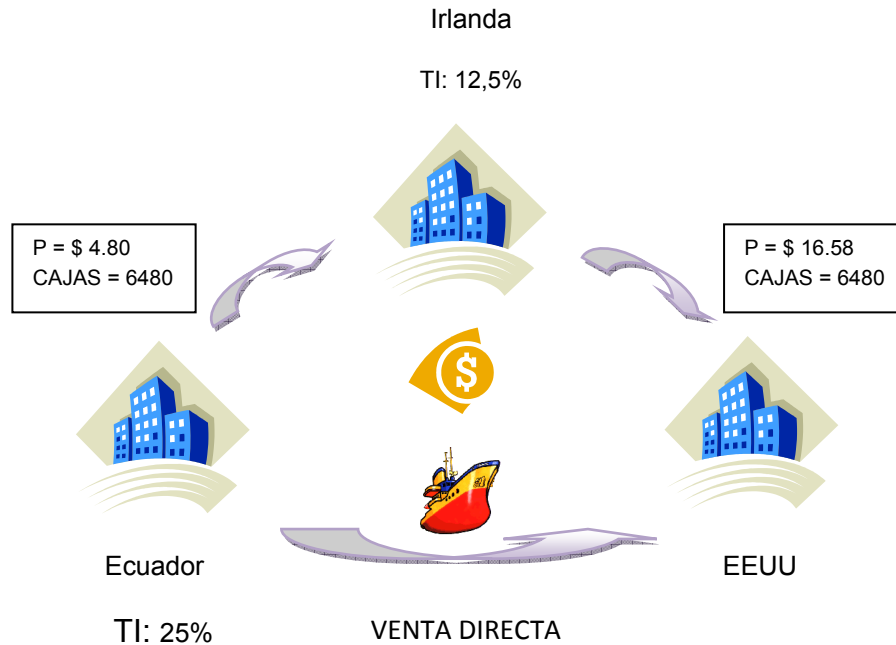 Irlanda
TI: 12,5%
P = $ 4.80
CAJAS = 6480
P = $ 16.58
CAJAS = 6480
$
Ecuador
EEUU
TI: 25%
VENTA DIRECTA